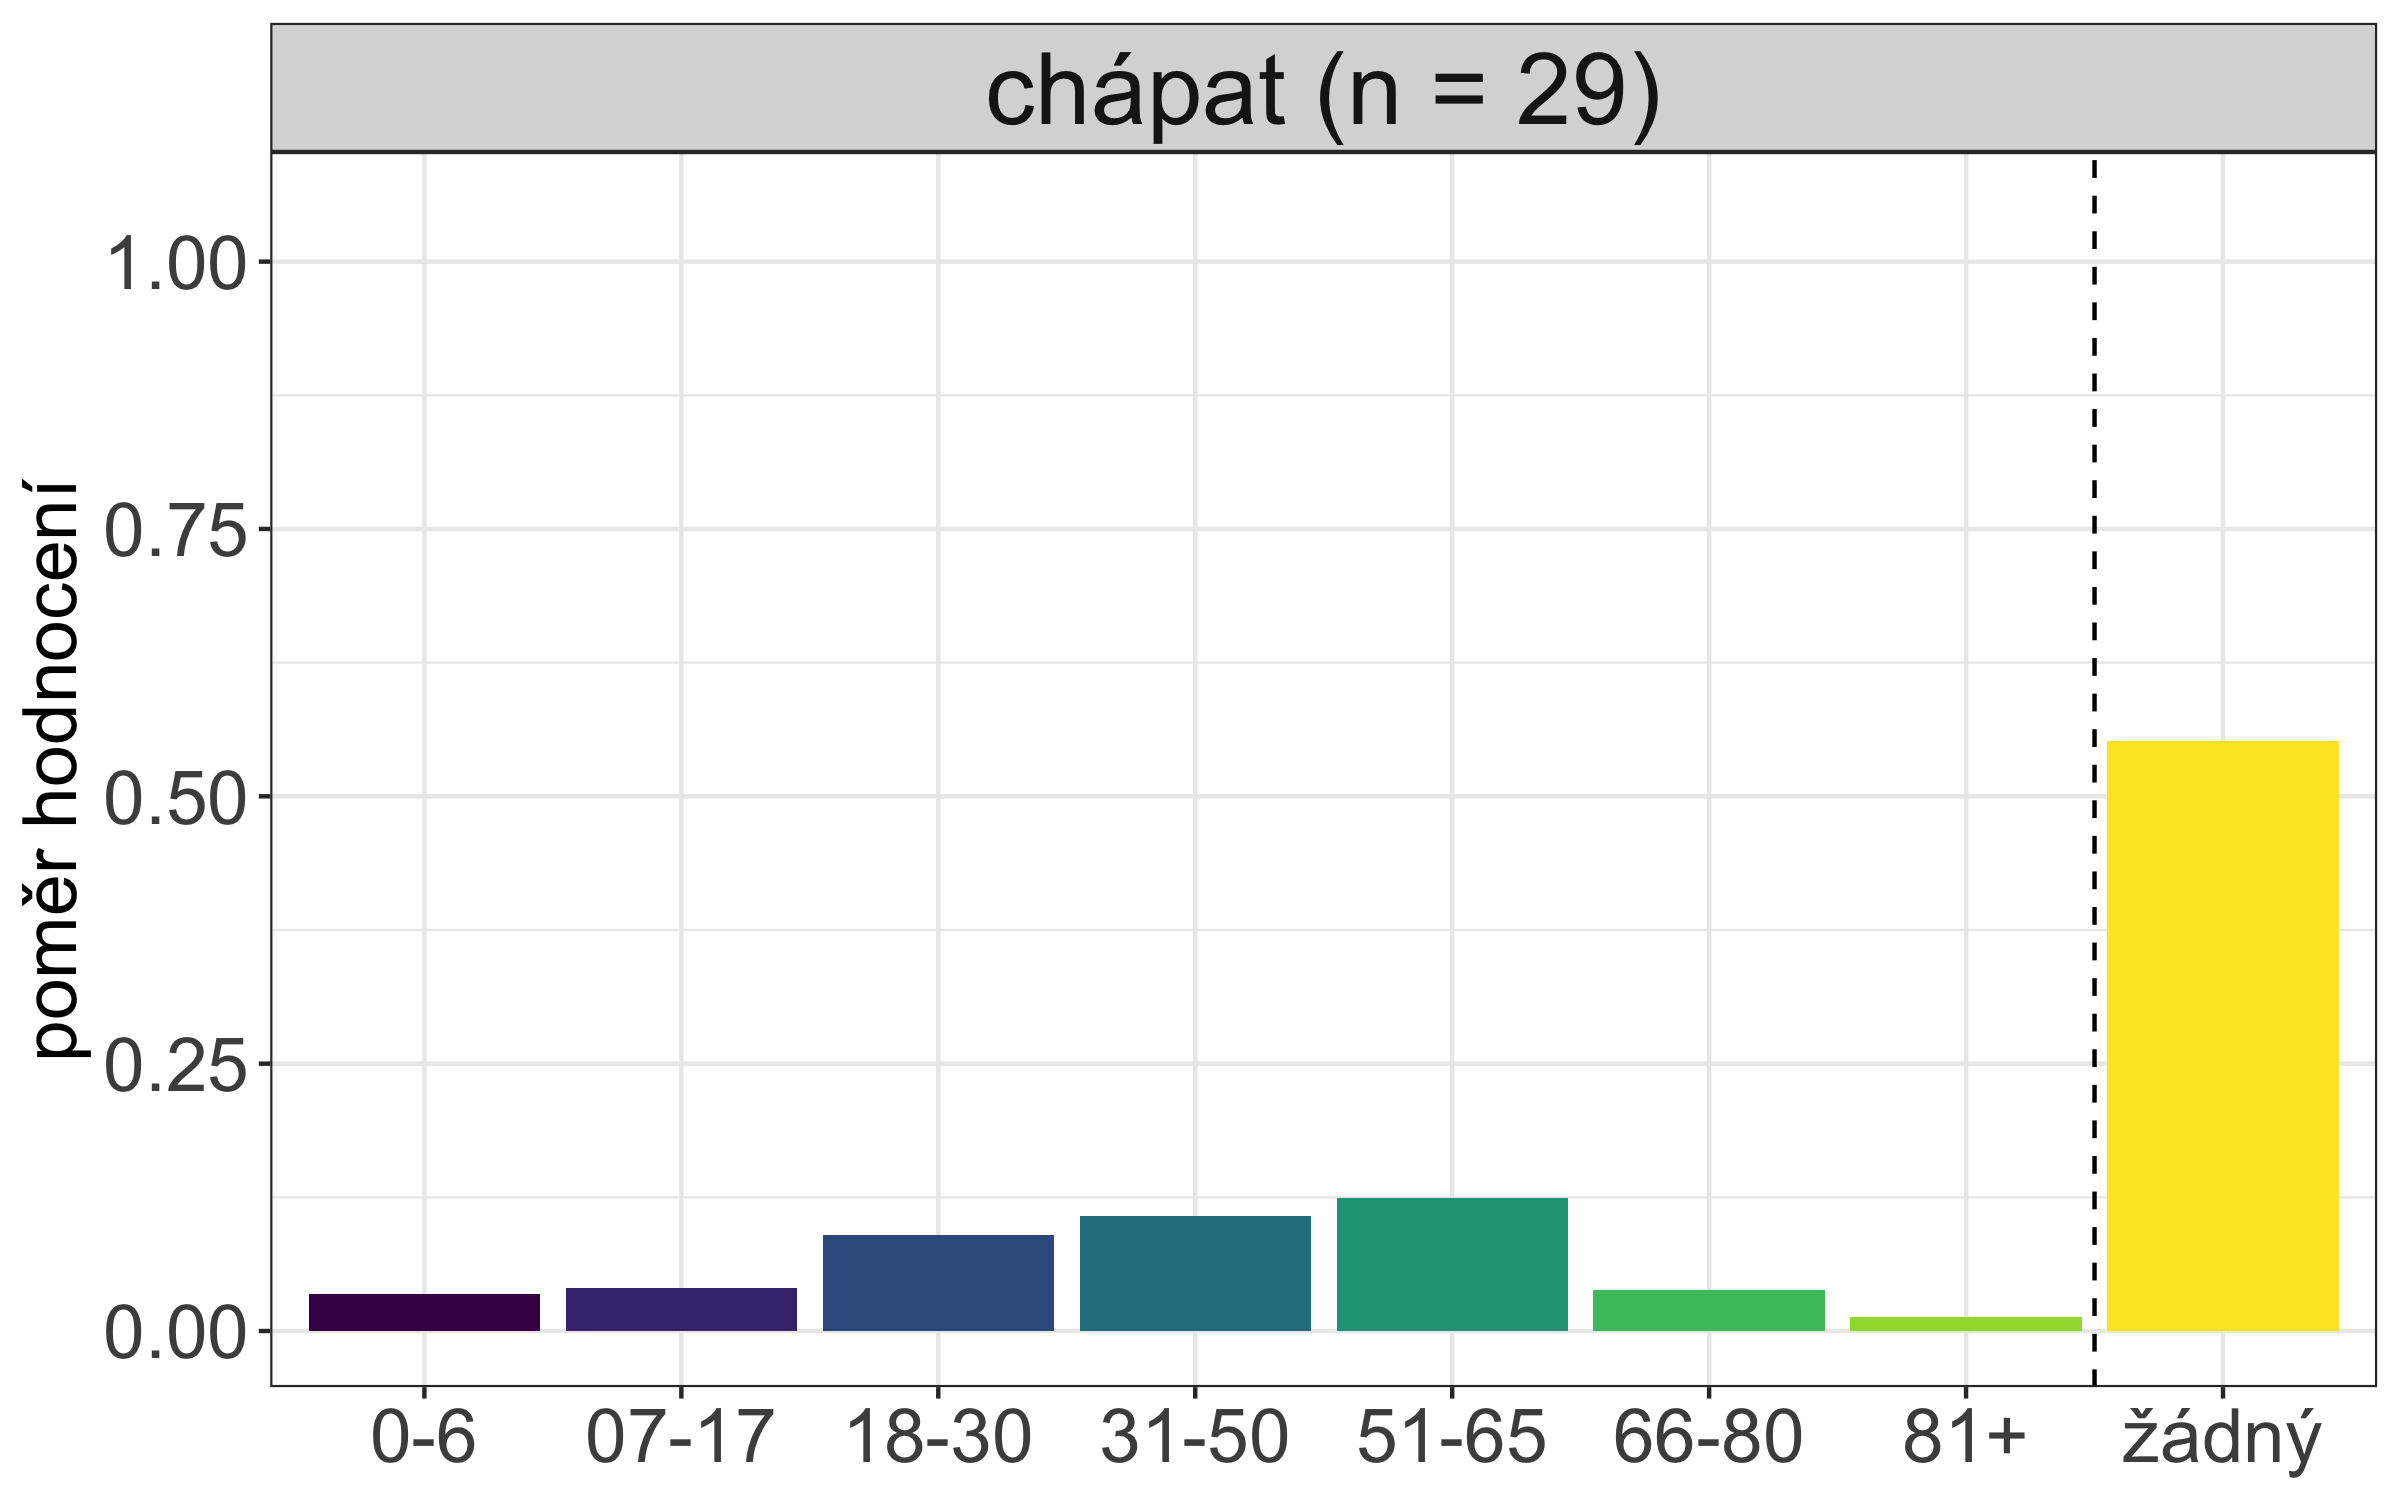 chápat (n = 29)
poměr hodnocení
1.00
0.75
0.50
0.25
0.00
0-6 07-17 18-30 31-50 51-65 66-80 81+ žádný